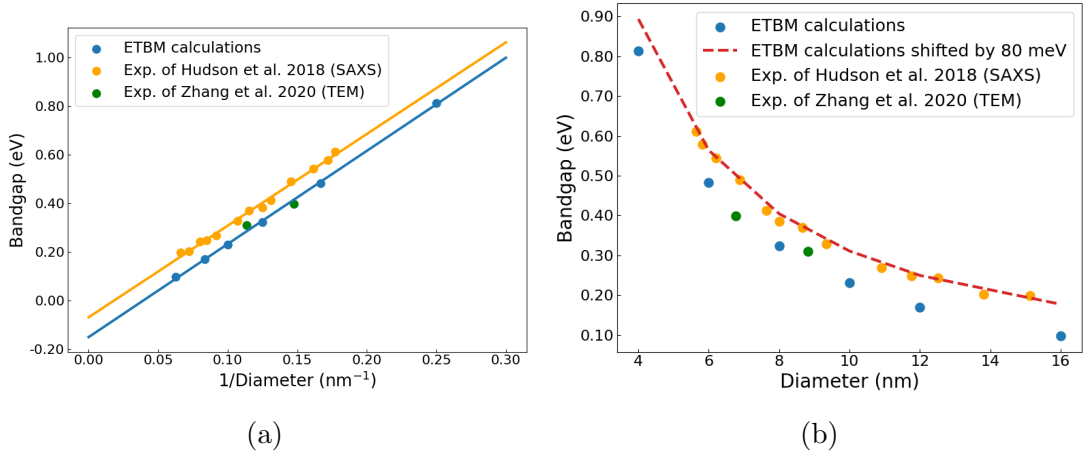 ETBM calculations
Exp. of Hudson et al. 2018 (SAXS)
Exp. of Zhang et al. 2020 (TEM)
1.00
0.80
0.60
0.40
0.20
0.00
-0.20
Bandgap (eV)
0.00 0.05 0.10 0.15 0.20 0.25 0.30
1/Diameter (nm⁻¹)
(a)
ETBM calculations
ETBM calculations shifted by 80 meV
Exp. of Hudson et al. 2018 (SAXS)
Exp. of Zhang et al. 2020 (TEM)
0.90
0.80
0.70
0.60
0.50
0.40
0.30
0.20
0.10
Bandgap (eV)
4 6 8 10 12 14 16
Diameter (nm)
(b)